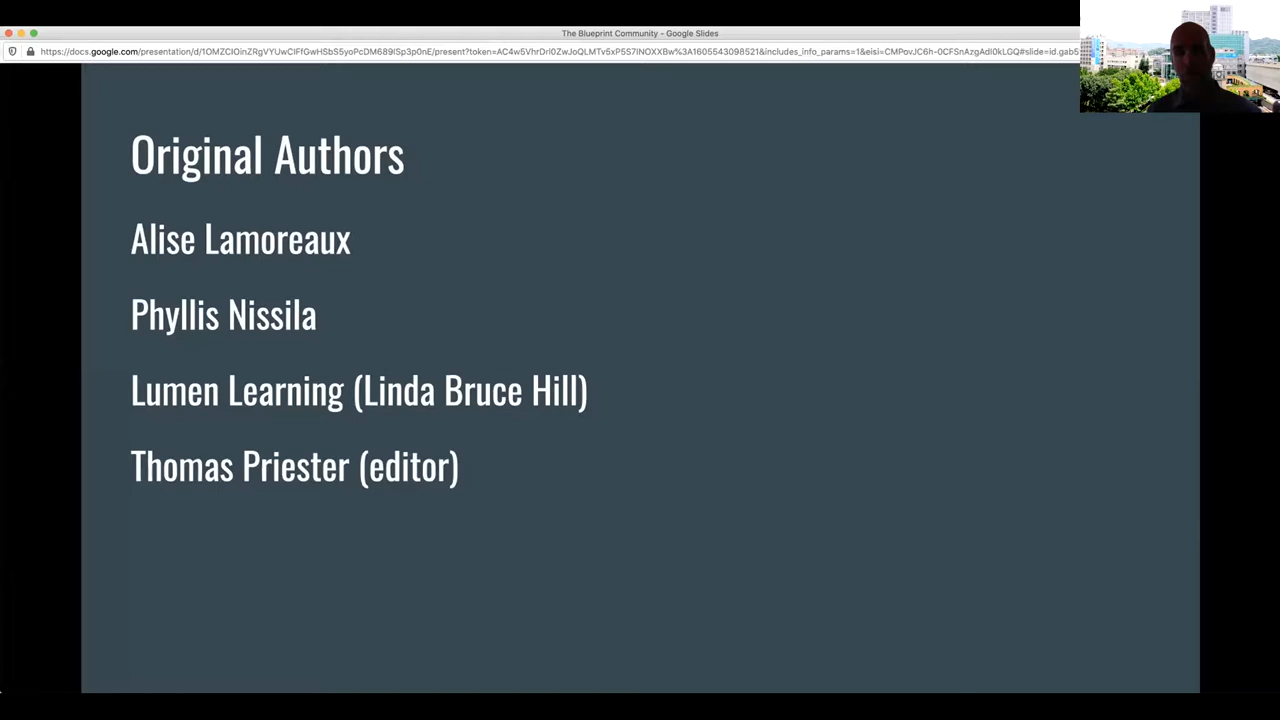 The Blueprint Community - Google Slides
Original Authors
Alise Lamoreaux
Phyllis Nissila
Lumen Learning (Linda Bruce Hill)
Thomas Priester (editor)